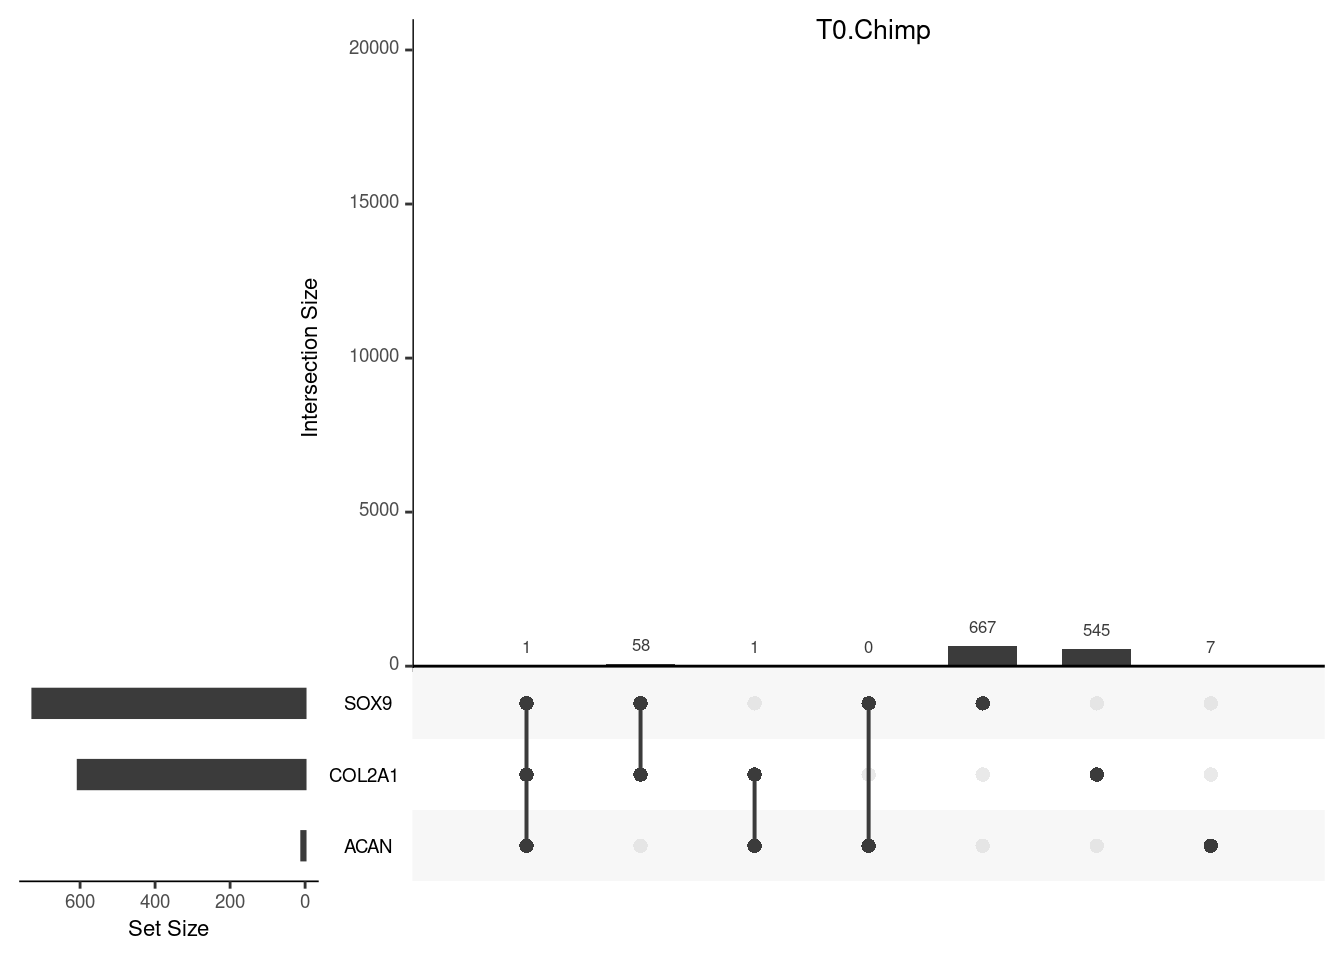 T0.Chimp
20000
15000
10000
5000
0
Intersection Size
1 58 1 0 667 545 7
SOX9
COL2A1
ACAN
600 400 200 0
Set Size